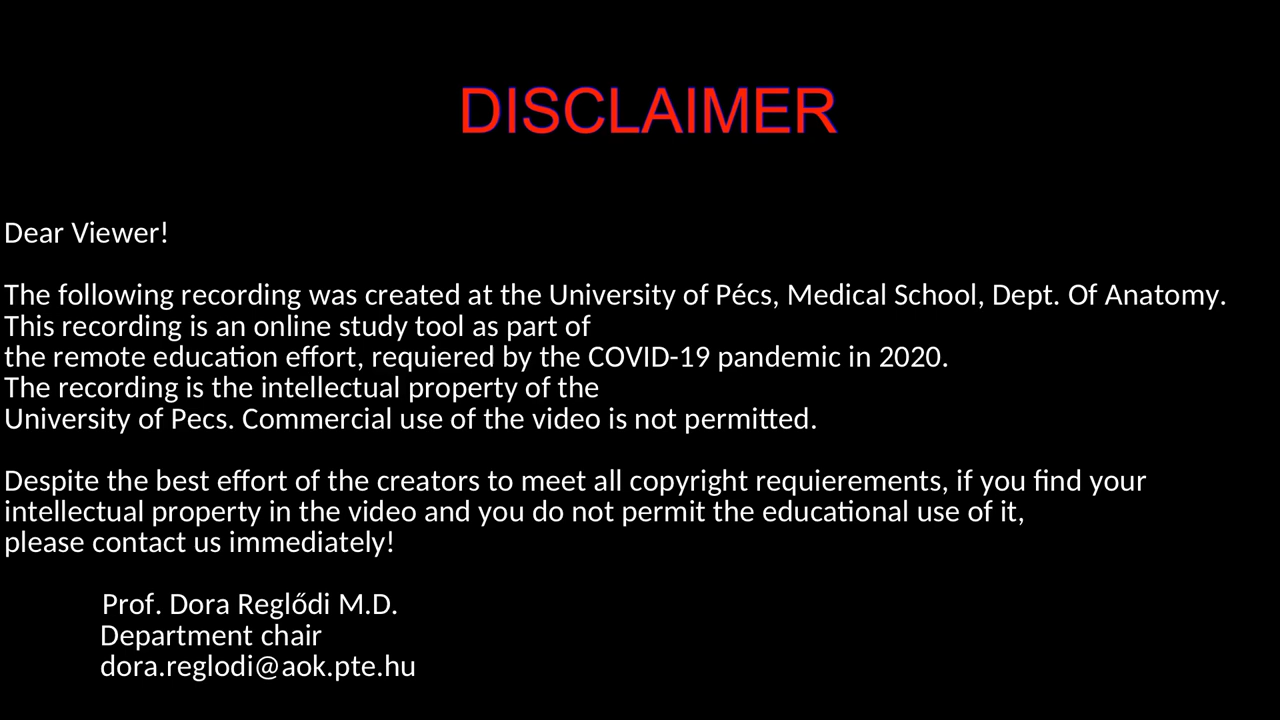 DISCLAIMER
Dear Viewer!
The following recording was created at the University of Pécs, Medical School, Dept. Of Anatomy.
This recording is an online study tool as part of
the remote education effort, requiered by the COVID-19 pandemic in 2020.
The recording is the intellectual property of the
University of Pecs. Commercial use of the video is not permitted.
Despite the best effort of the creators to meet all copyright requierements, if you find your
intellectual property in the video and you do not permit the educational use of it,
please contact us immediately!
Prof. Dora Reglődi M.D.
Department chair
dora.reglodi@aok.pte.hu